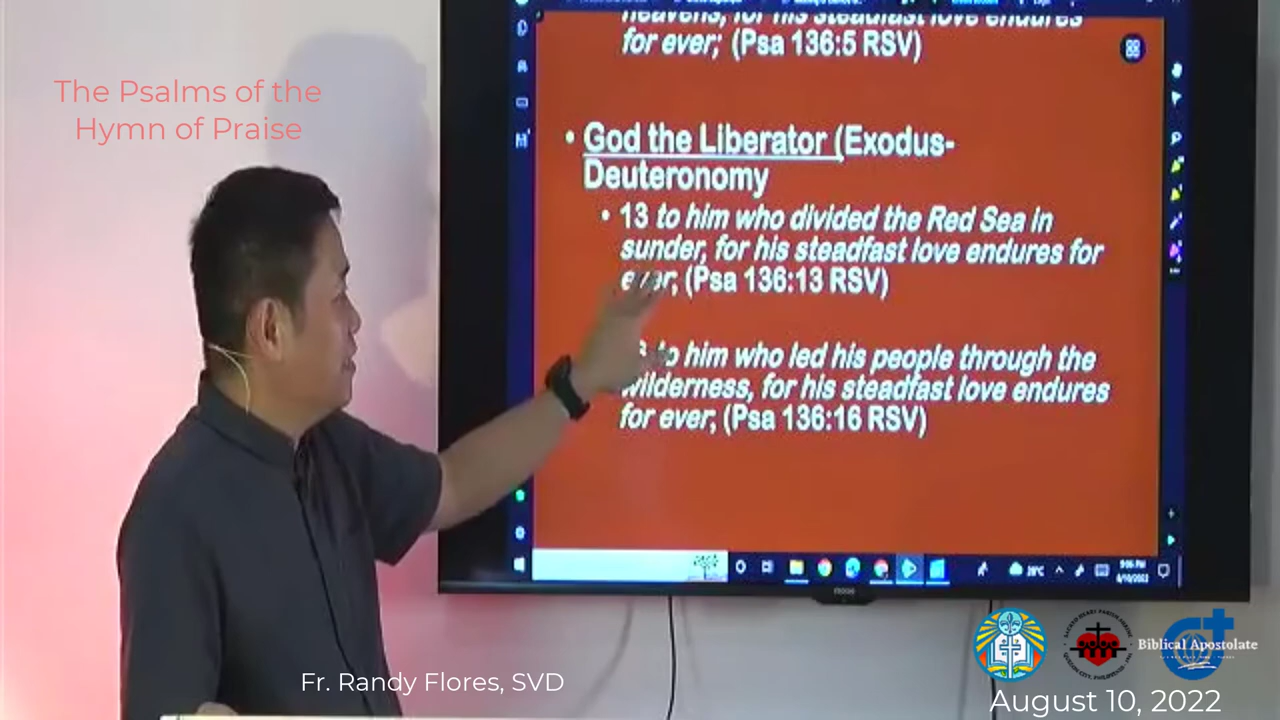 The Psalms of the
Hymn of Praise
heavens, for his steadfast love endures
for ever; (Psa 136:5 RSV)
• God the Liberator (Exodus-
Deuteronomy
• 13 to him who divided the Red Sea in
sunder, for his steadfast love endures for
ever; (Psa 136:13 RSV)
to him who led his people through the
wilderness, for his steadfast love endures
for ever; (Psa 136:16 RSV)
Fr. Randy Flores, SVD
Biblical Apostolate
August 10, 2022